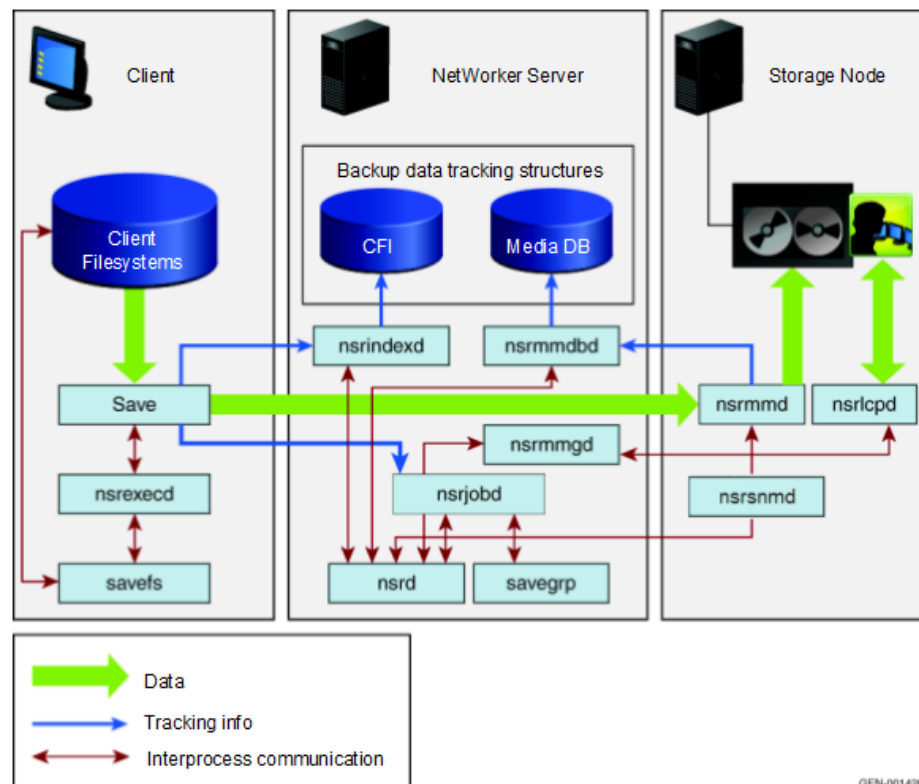 Client
NetWorker Server
Storage Node
Backup data tracking structures
Client
Filesystems
CFI
Media DB
nsrindexd
nsrmmdbd
Save
nsrmmd
nsrlcpd
nsrmmgd
nsrexecd
nsrjobd
nsrsnmd
savefs
nsrd
savegrp
Data
Tracking info
Interprocess communication